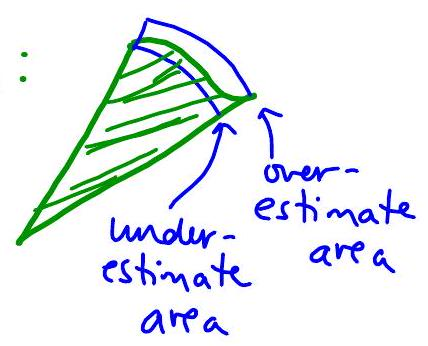 :
over-
estimate
area
under-
estimate
area